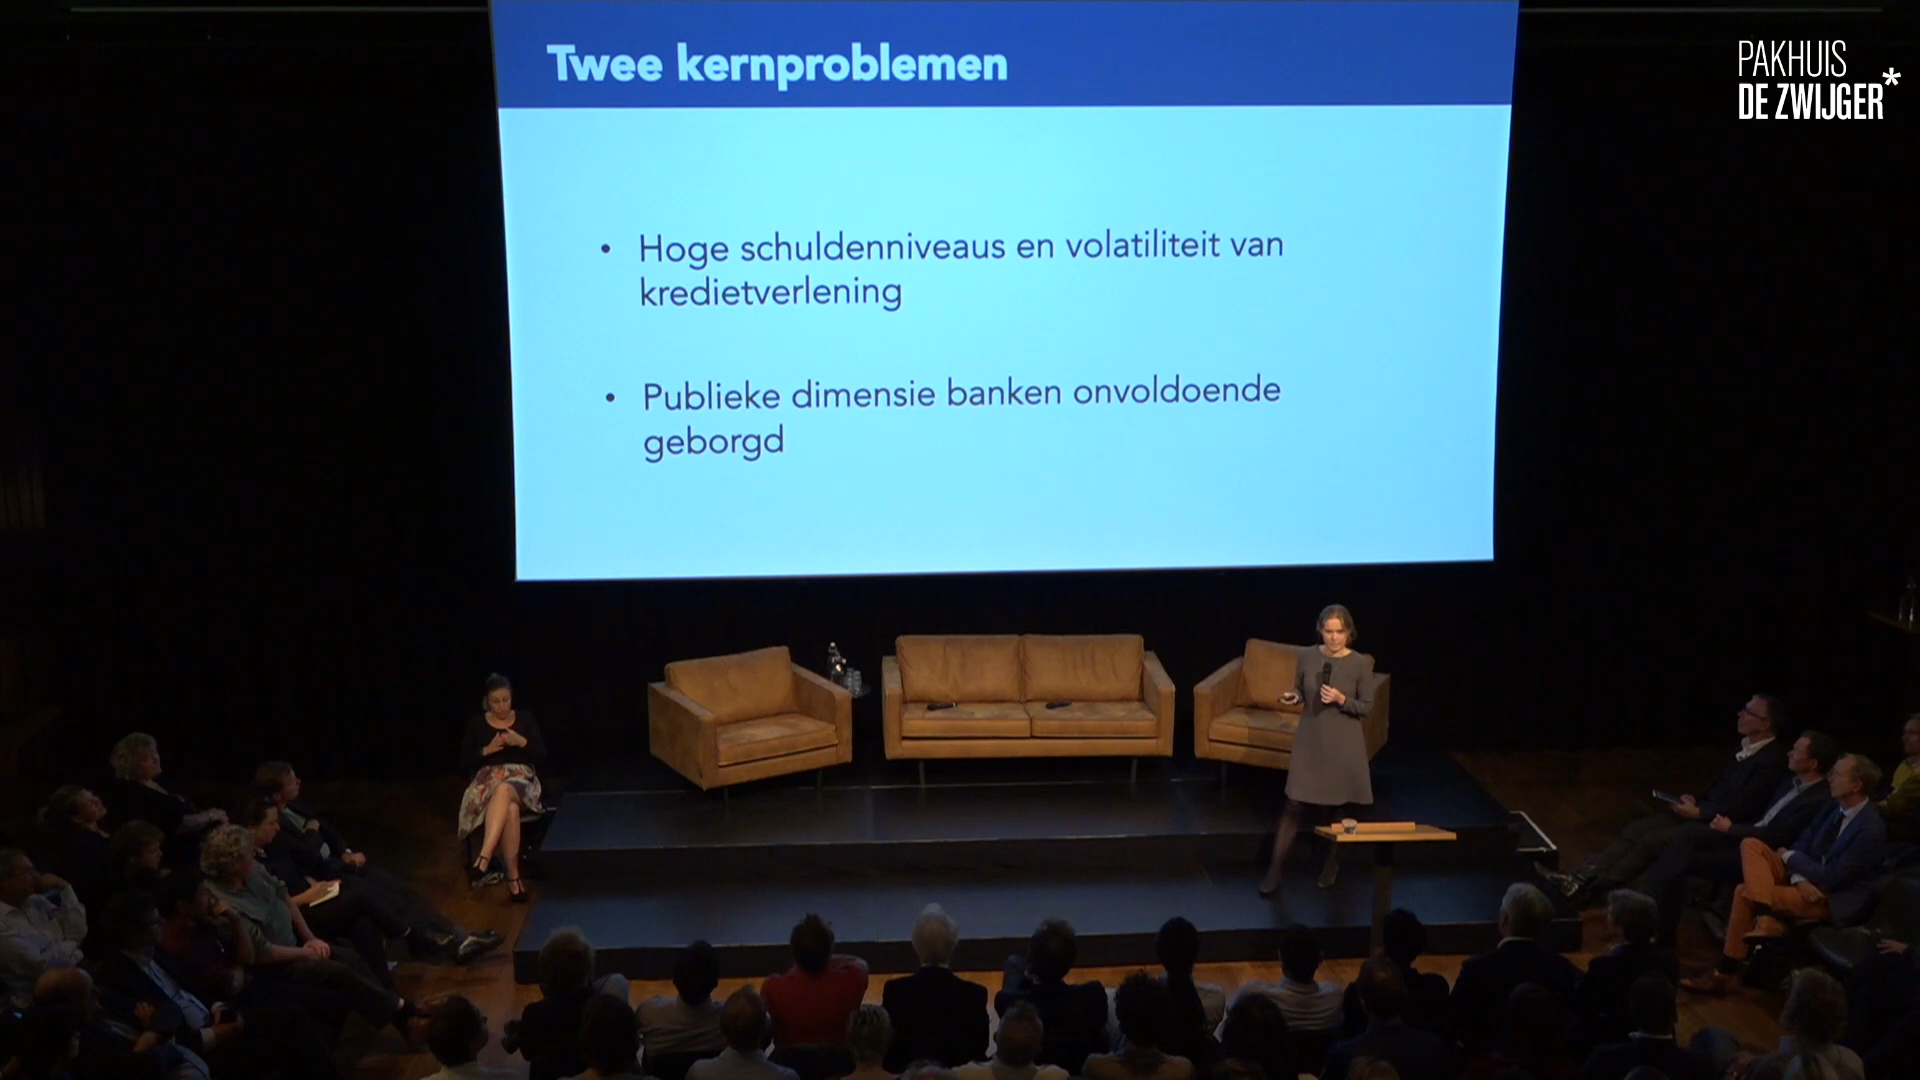 Twee kernproblemen
PAKHUIS
DE ZWIJGER*
• Hoge schuldenniveaus en volatiliteit van
kredietverlening
• Publieke dimensie banken onvoldoende
geborgd